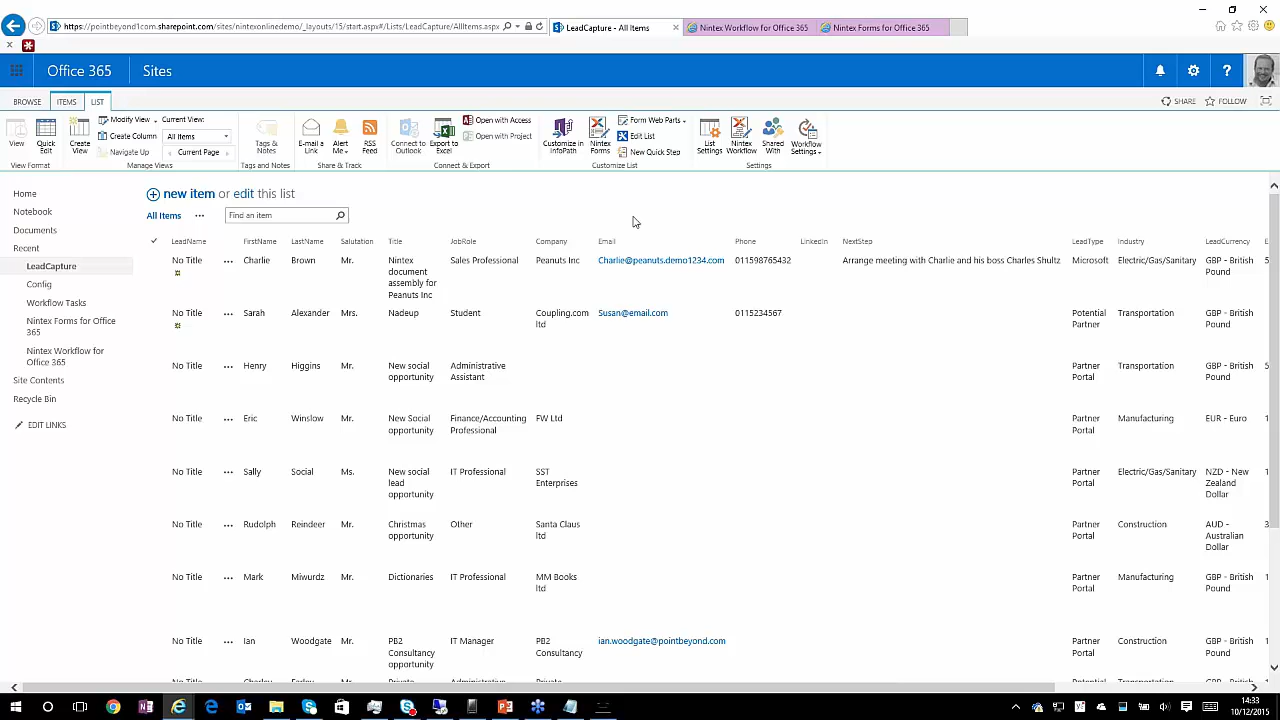 https://pointbeyond1com.sharepoint.com/sites/nintexonlinedemo/_layouts/15/start.aspx#/Lists/LeadCapture/AllItems.aspx
LeadCapture - All Items
Nintex Workflow for Office 365
Nintex Forms for Office 365
Office 365
Sites
BROWSE
ITEMS
LIST
SHARE
FOLLOW
View
Quick Edit
View Format
Create View
Modify View
Create Column
Navigate Up
Current View:
All Items
Current Page
Manage Views
Tags & Notes
Tags and Notes
E-mail a Link
Alert Me
RSS Feed
Share & Track
Connect to Outlook
Export to Excel
Open with Access
Open with Project
Connect & Export
Customize in InfoPath
Nintex Forms
Form Web Parts
Edit List
New Quick Step
Customize List
List Settings
Nintex Workflow
Shared With
Workflow Settings
Settings
Home
Notebook
Documents
Recent
LeadCapture
Config
Workflow Tasks
Nintex Forms for Office
365
Nintex Workflow for
Office 365
Site Contents
Recycle Bin
EDIT LINKS
new item or edit this list
All Items
Find an item
LeadName FirstName LastName Salutation Title JobRole Company Email Phone LinkedIn NextStep LeadType Industry LeadCurrency
No Title Charlie Brown Mr. Nintex Sales Professional Peanuts Inc Charlie@peanuts.demo1234.com 011598765432 Arrange meeting with Charlie and his boss Charles Shultz Microsoft Electric/Gas/Sanitary GBP - British
document Pound
assembly for
Peanuts Inc
No Title Sarah Alexander Mrs. Nadeup Student Coupling.com Susan@email.com 0115234567 Potential Transportation GBP - British
ltd Partner Pound
No Title Henry Higgins Mr. New social Administrative Partner Transportation GBP - British
opportunity Assistant Portal Pound
No Title Eric Winslow Mr. New Social Finance/Accounting FW Ltd Partner Manufacturing EUR - Euro
opportunity Professional Portal
No Title Sally Social Ms. New social IT Professional SST Partner Electric/Gas/Sanitary NZD - New
lead Enterprises Portal Zealand
opportunity Dollar
No Title Rudolph Reindeer Mr. Christmas Other Santa Claus Partner Construction AUD -
opportunity ltd Portal Australian
Dollar
No Title Mark Miwurdz Mr. Dictionaries IT Professional MM Books Partner Manufacturing GBP - British
ltd Portal Pound
No Title Ian Woodgate Mr. PB2 IT Manager PB2 ian.woodgate@pointbeyond.com Partner Construction GBP - British
Consultancy Consultancy Portal Pound
opportunity
14:33
10/12/2015